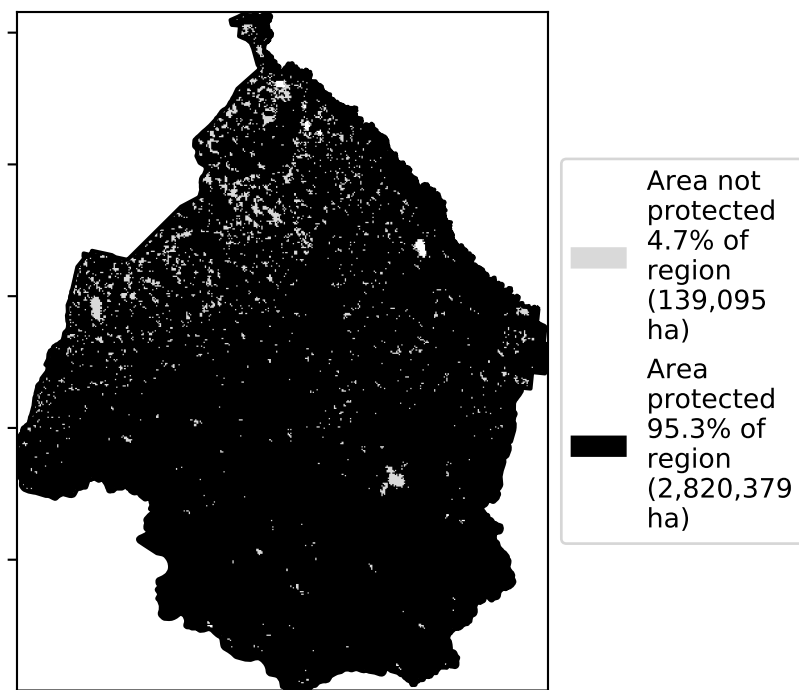 Area not
protected
4.7% of
region
(139,095
ha)
Area
protected
95.3% of
region
(2,820,379
ha)